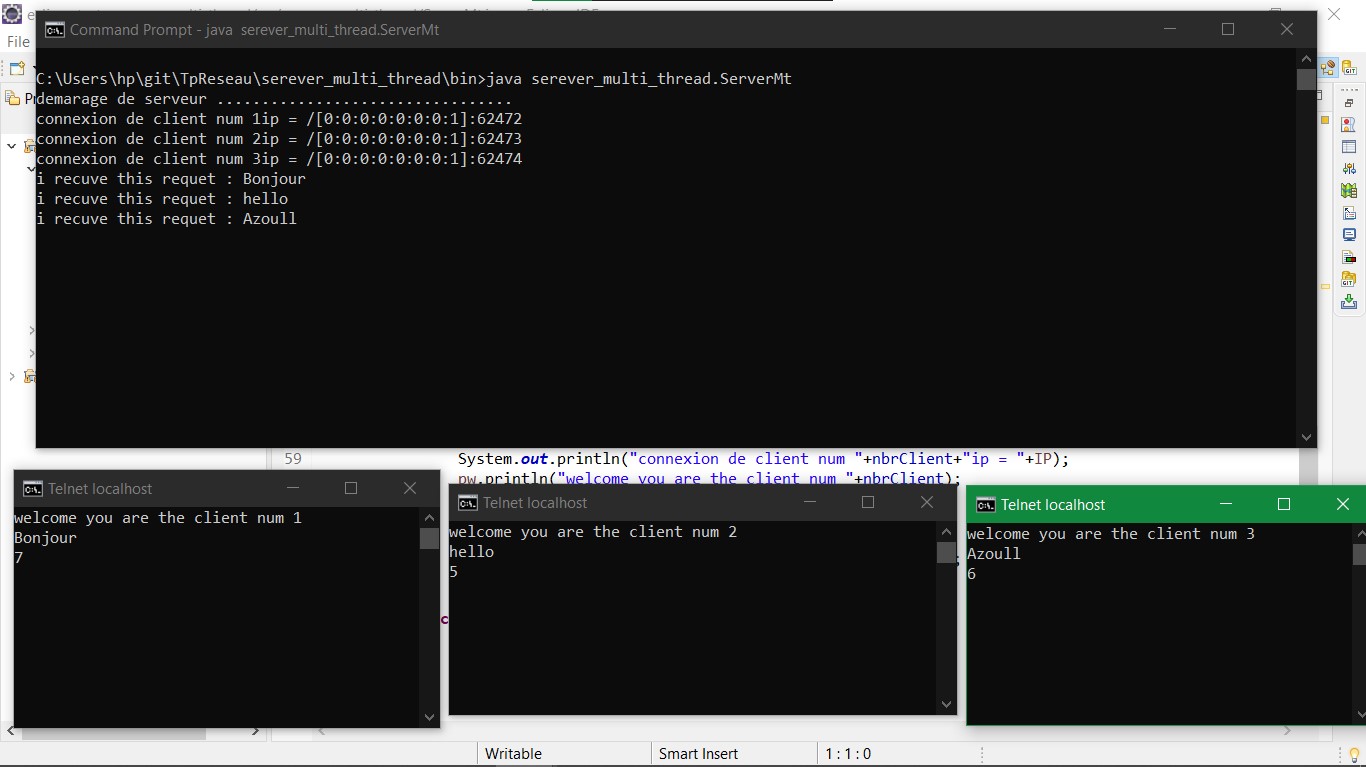 File
Command Prompt - java  serever_multi_thread.ServerMt
C:\Users\hp\git\TpReseau\serever_multi_thread\bin>java serever_multi_thread.ServerMt
demarage de serveur .................................
connexion de client num 1ip = /[0:0:0:0:0:0:0:1]:62472
connexion de client num 2ip = /[0:0:0:0:0:0:0:1]:62473
connexion de client num 3ip = /[0:0:0:0:0:0:0:1]:62474
i recuve this requet : Bonjour
i recuve this requet : hello
i recuve this requet : Azoull
59 System.out.println("connexion de client num "+nbrClient+"ip = "+IP);
pw.println("welcome you are the client num "+nbrClient);
Telnet localhost
welcome you are the client num 1
Bonjour
7
Telnet localhost
welcome you are the client num 2
hello
5
Telnet localhost
welcome you are the client num 3
Azoull
6
Writable
Smart Insert
1 : 1 : 0